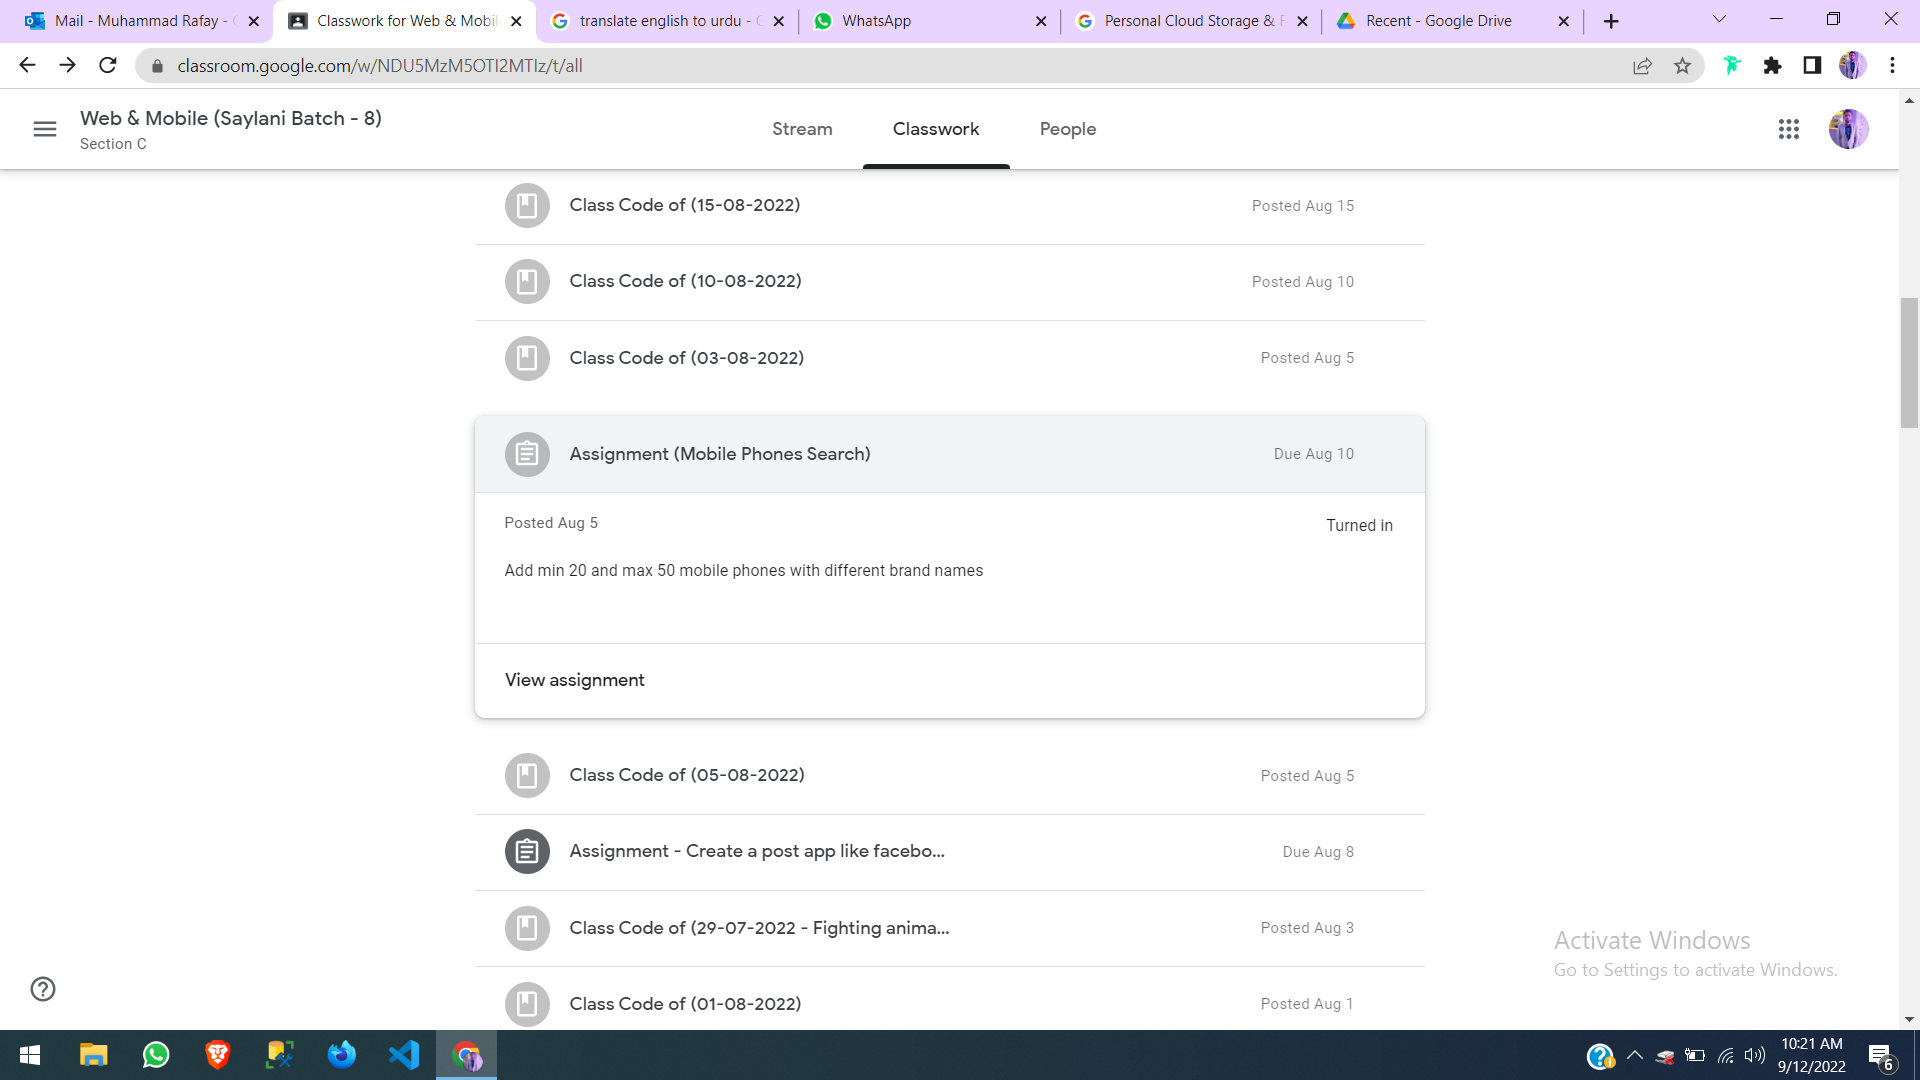 Mail - Muhammad Rafay -
Classwork for Web & Mobil
translate english to urdu -
WhatsApp
Personal Cloud Storage &
Recent - Google Drive
classroom.google.com/w/NDU5MzM5OTI2MTIz/t/all
Web & Mobile (Saylani Batch - 8)
Section C
Stream
Classwork
People
Class Code of (15-08-2022)
Posted Aug 15
Class Code of (10-08-2022)
Posted Aug 10
Class Code of (03-08-2022)
Posted Aug 5
Assignment (Mobile Phones Search)
Due Aug 10
Posted Aug 5
Turned in
Add min 20 and max 50 mobile phones with different brand names
View assignment
Class Code of (05-08-2022)
Posted Aug 5
Assignment - Create a post app like facebo...
Due Aug 8
Class Code of (29-07-2022 - Fighting anima...
Posted Aug 3
Class Code of (01-08-2022)
Posted Aug 1
Activate Windows
Go to Settings to activate Windows.
10:21 AM
9/12/2022
6